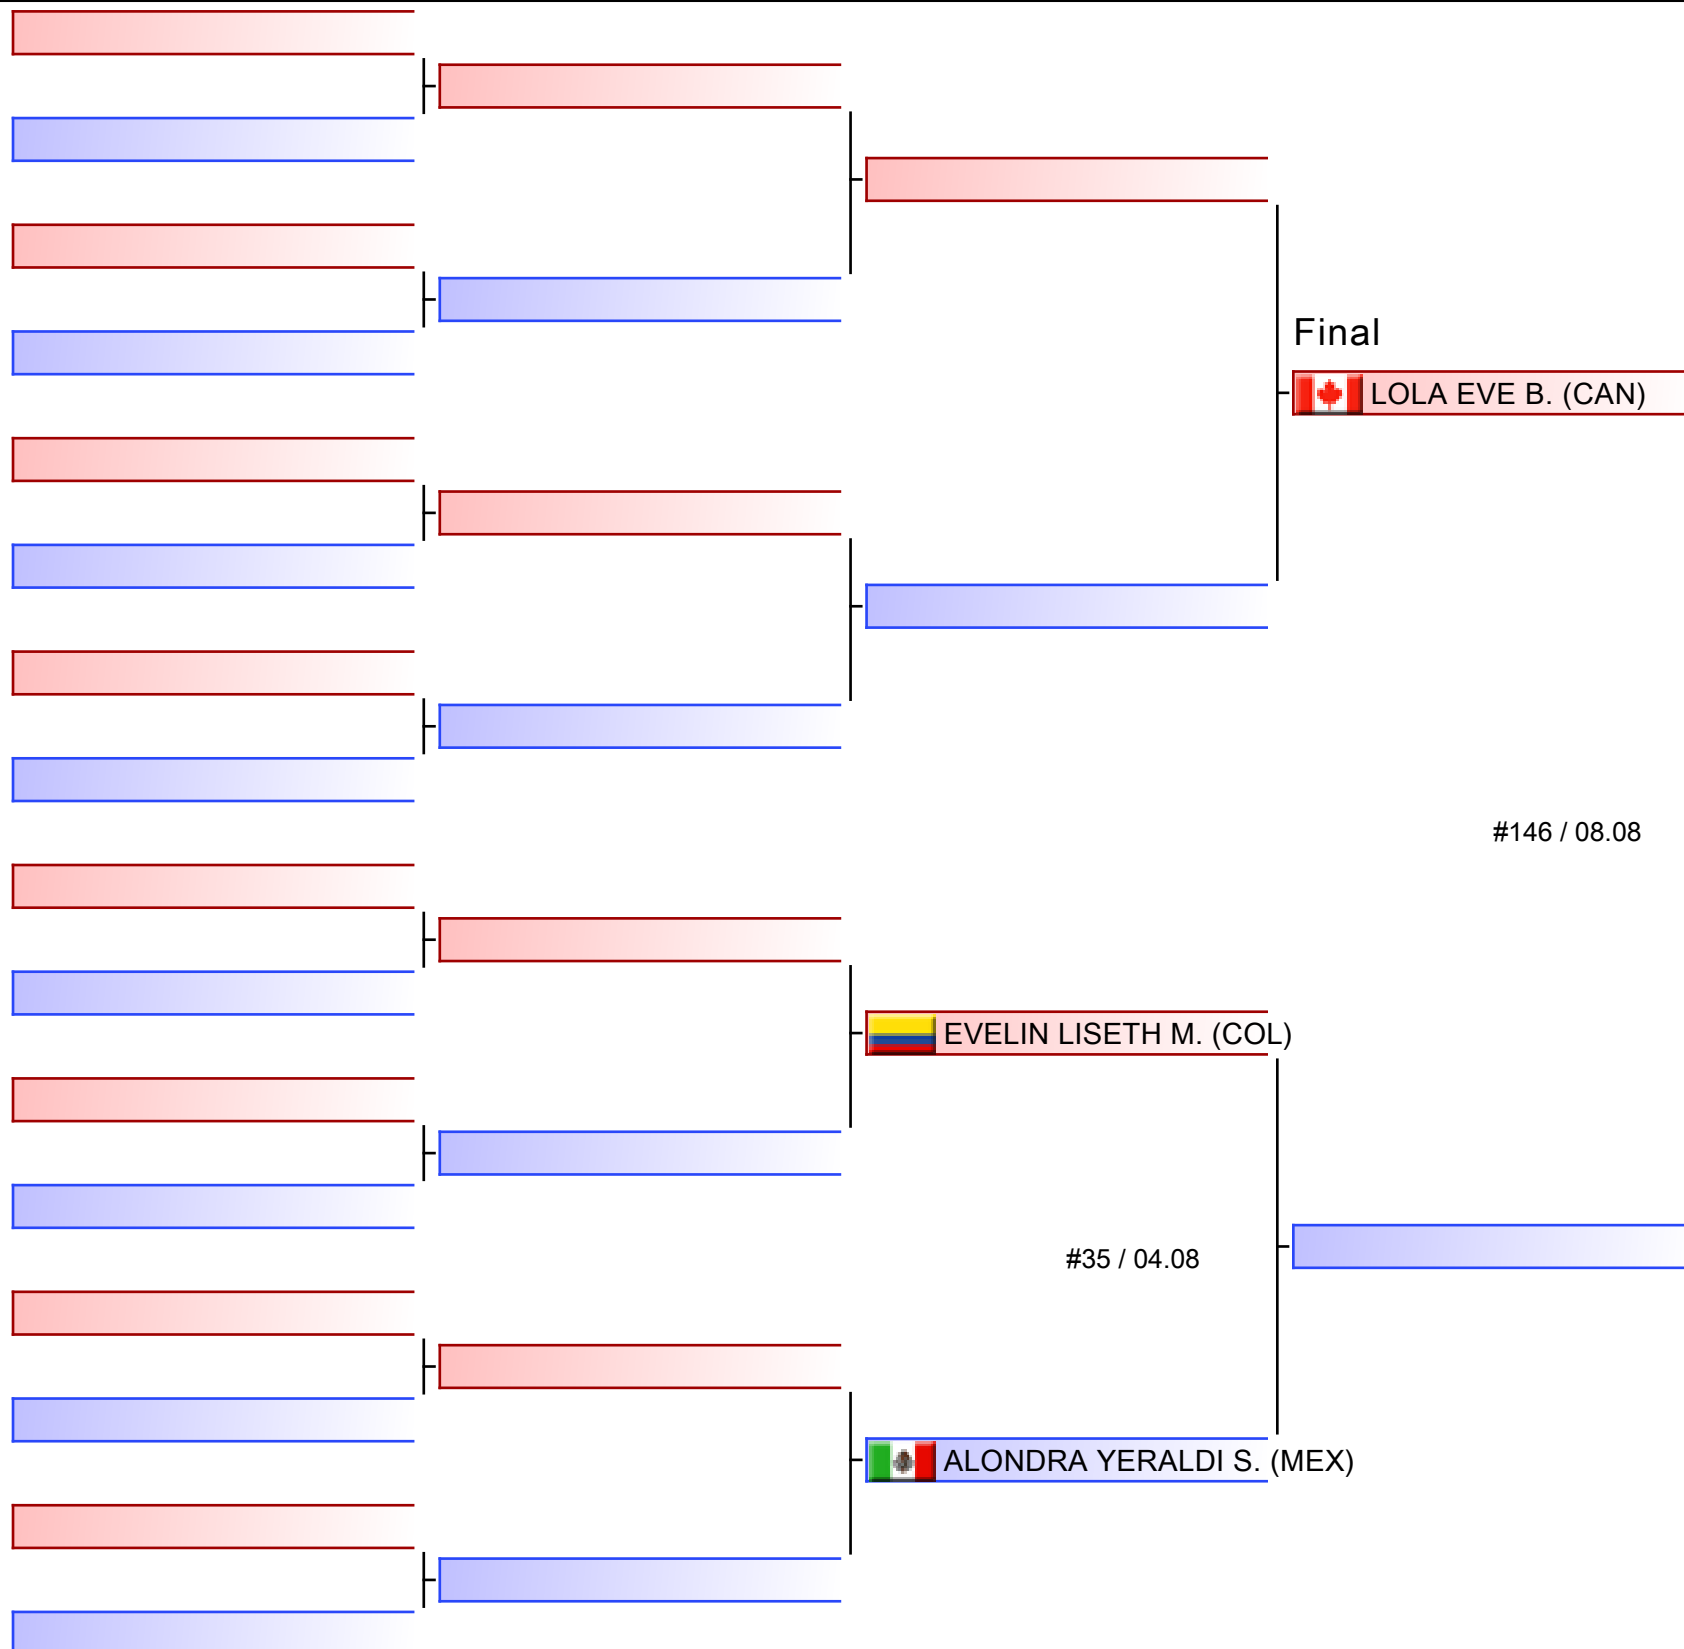 Final
LOLA EVE B. (CAN)
#146 / 08.08
EVELIN LISETH M. (COL)
#35 / 04.08
ALONDRA YERALDI S. (MEX)